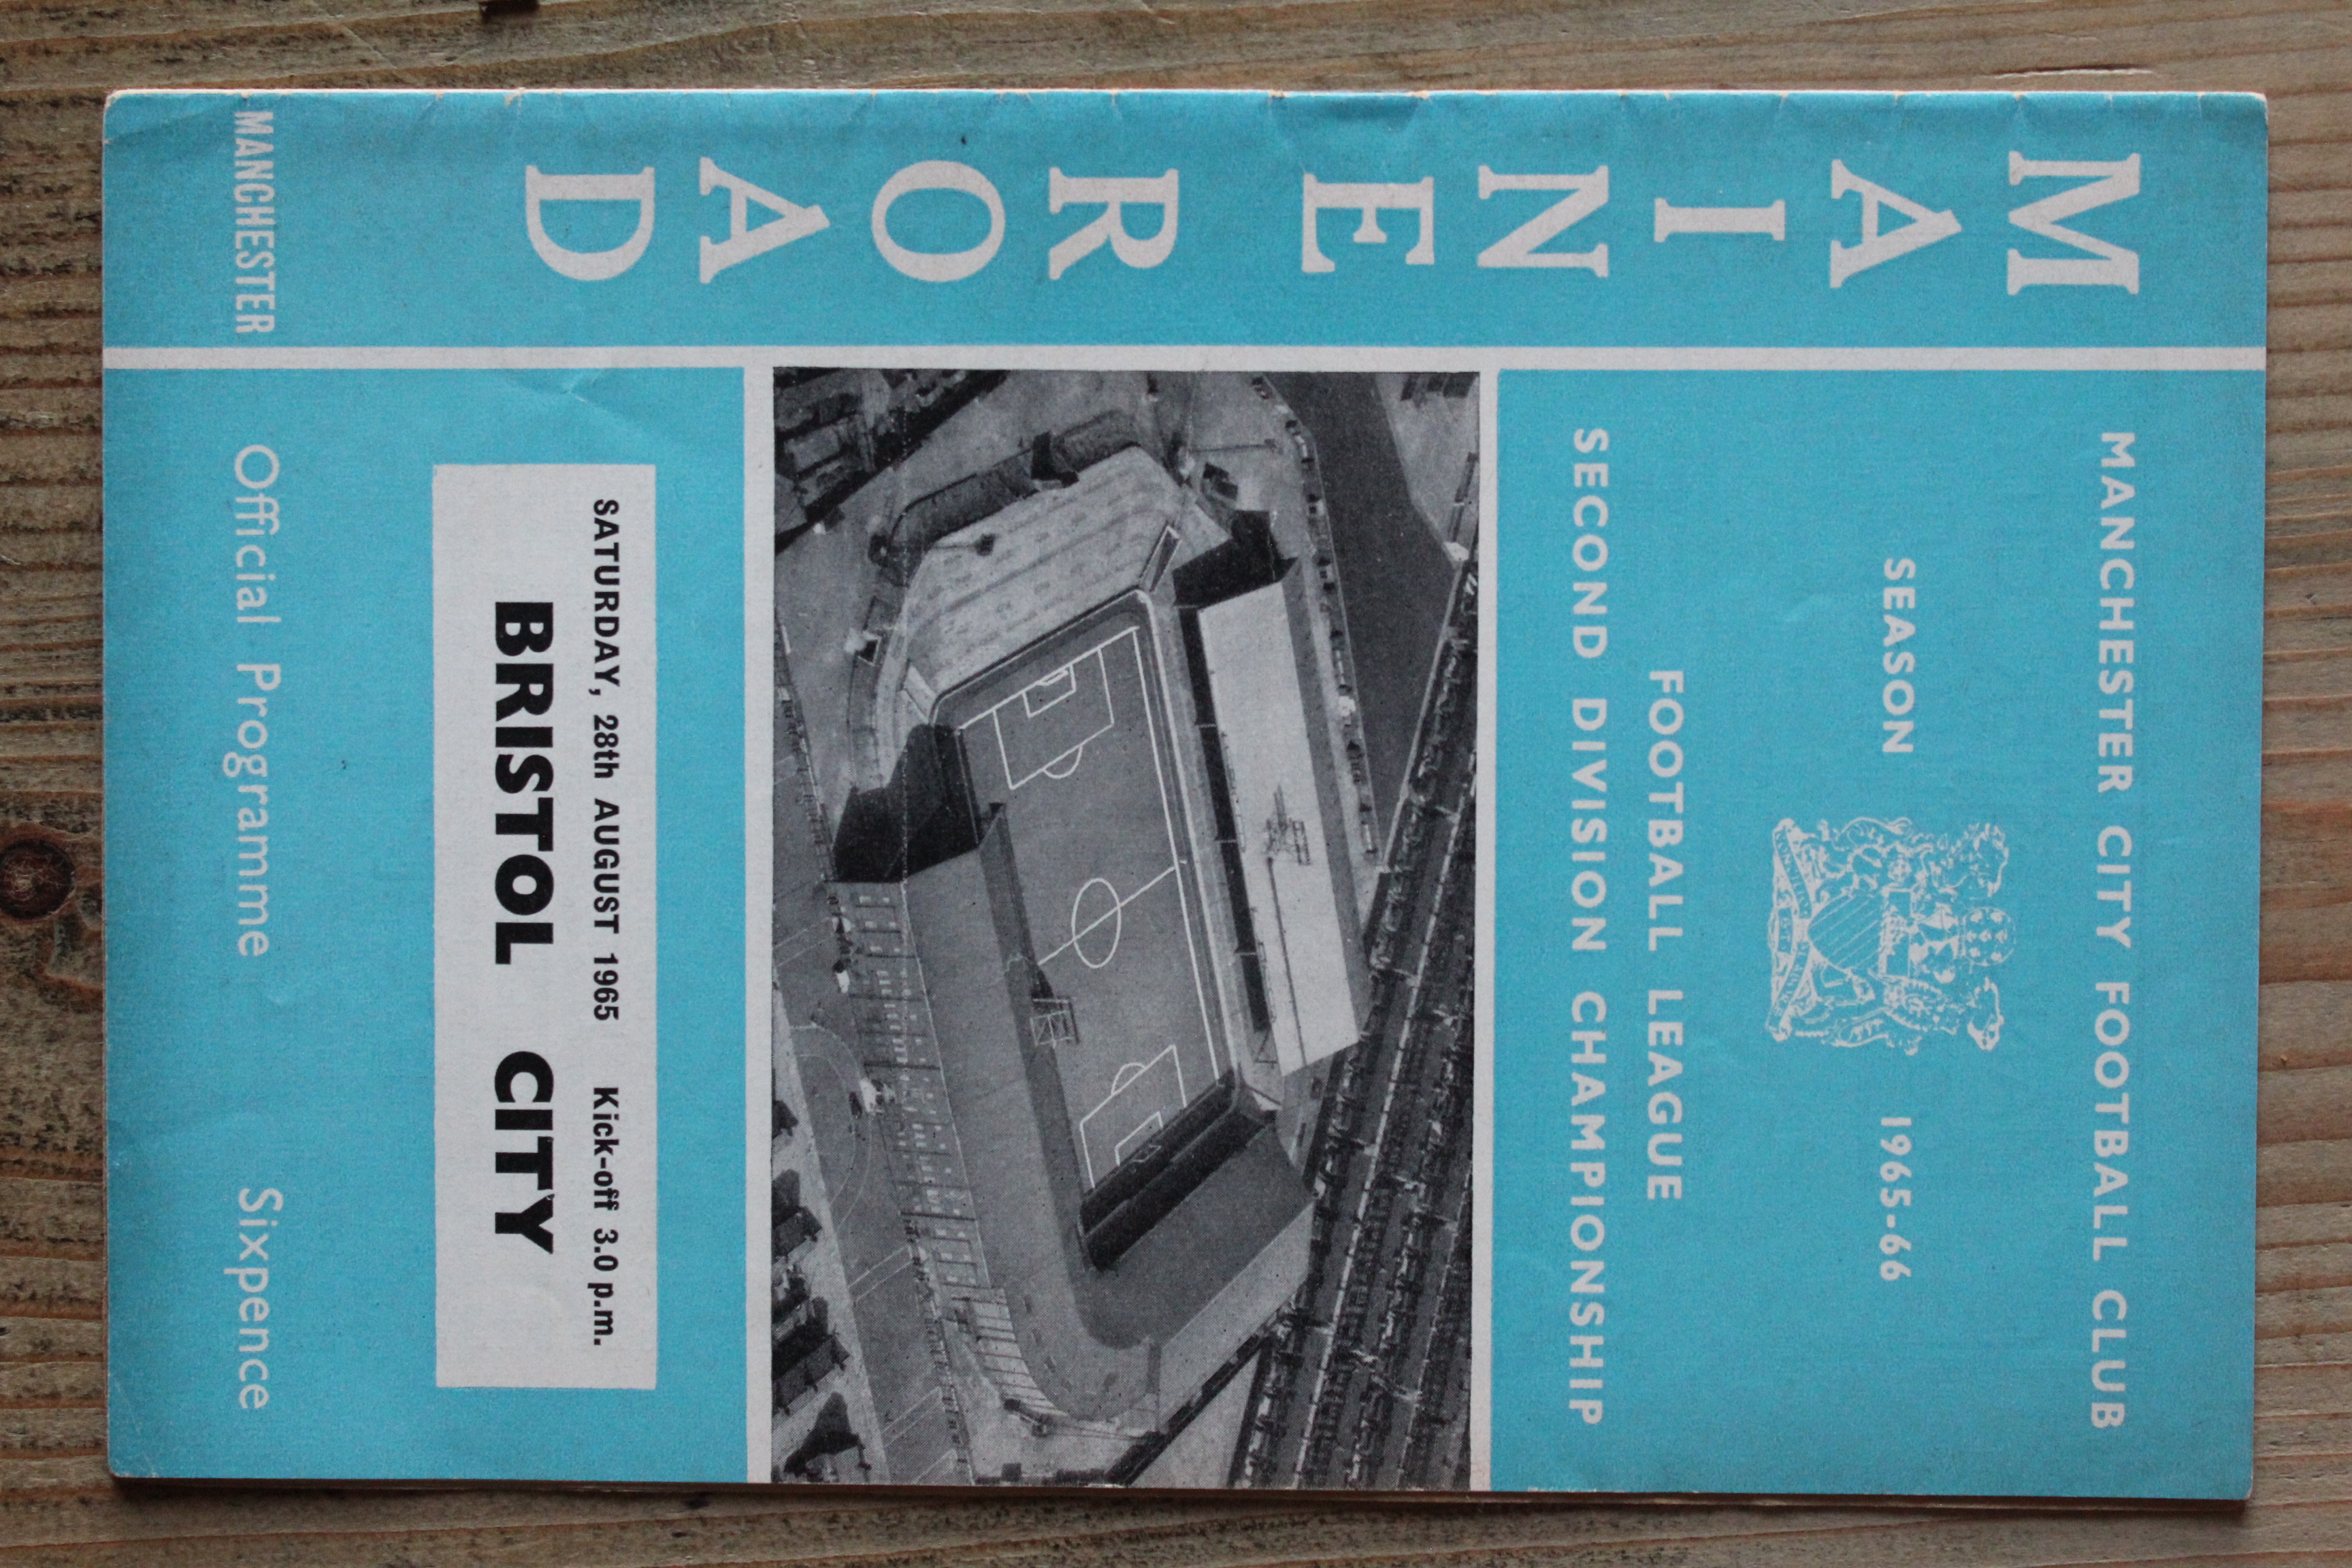 MAINE ROAD
MANCHESTER
MANCHESTER CITY FOOTBALL CLUB
SEASON 1965-66
FOOTBALL LEAGUE
SECOND DIVISION CHAMPIONSHIP
SATURDAY, 28th AUGUST 1965 Kick-off 3.0 p.m.
BRISTOL CITY
Official Programme Sixpence